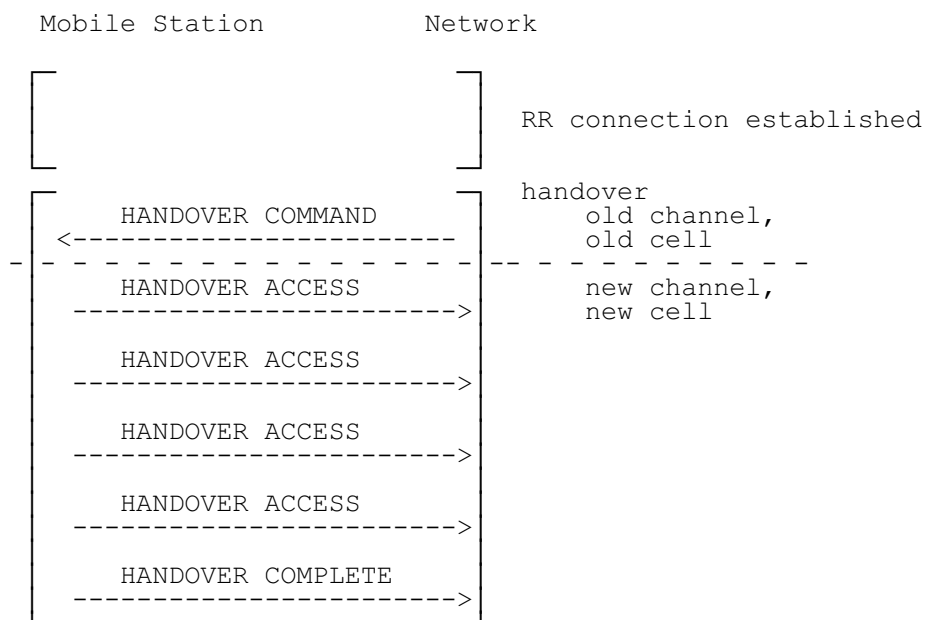 Mobile Station Network
RR connection established
handover
HANDOVER COMMAND old channel,
<------------------------ old cell
- - - - - - - - - - - - - - - -- - - - - - - - - -
HANDOVER ACCESS new channel,
------------------------> new cell
HANDOVER ACCESS
------------------------>
HANDOVER ACCESS
------------------------>
HANDOVER ACCESS
------------------------>
HANDOVER COMPLETE
------------------------>